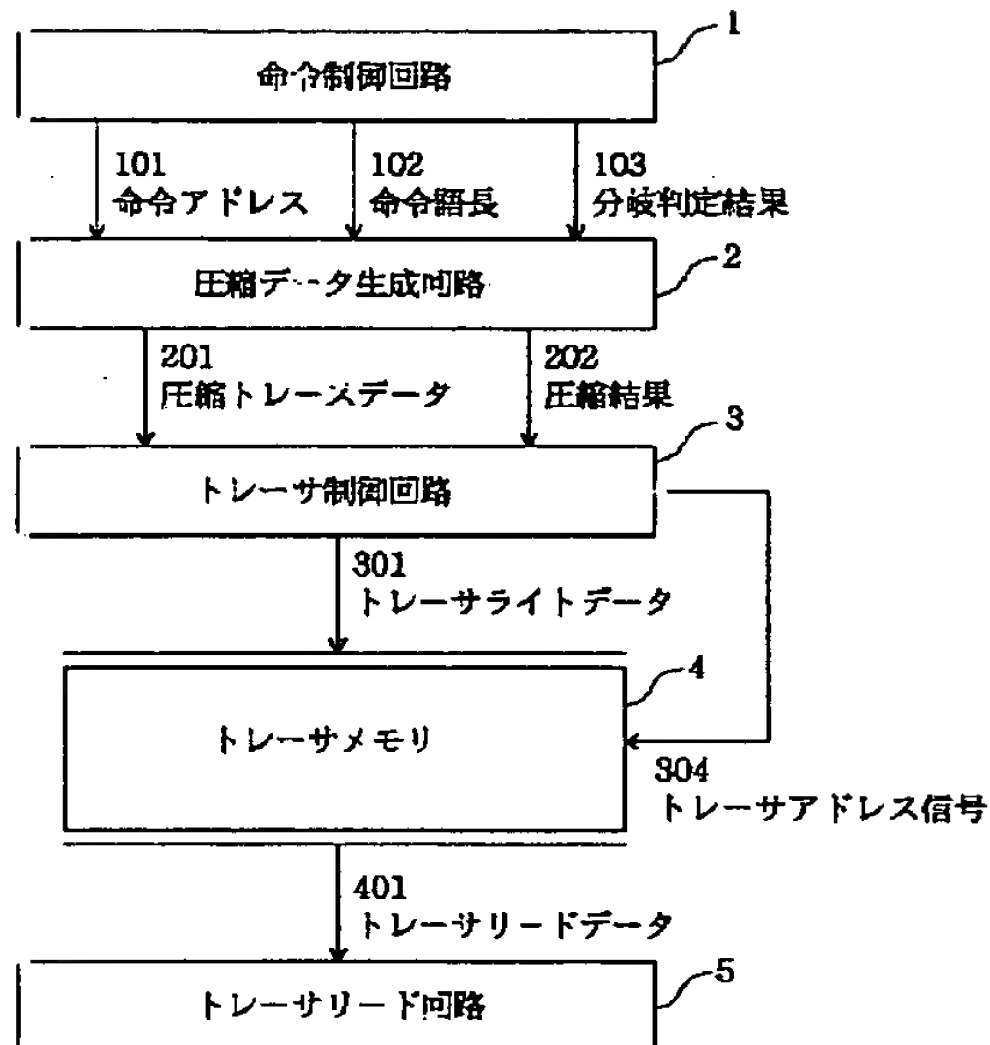 1
命令制御回路
101
命令アドレス
102
命令語長
103
分岐判定結果
2
圧縮データ生成回路
201
圧縮トレースデータ
202
圧縮結果
3
トレーサ制御回路
301
トレーサライトデータ
4
トレーサメモリ
304
トレーサアドレス信号
401
トレーサリードデータ
5
トレーサリード回路